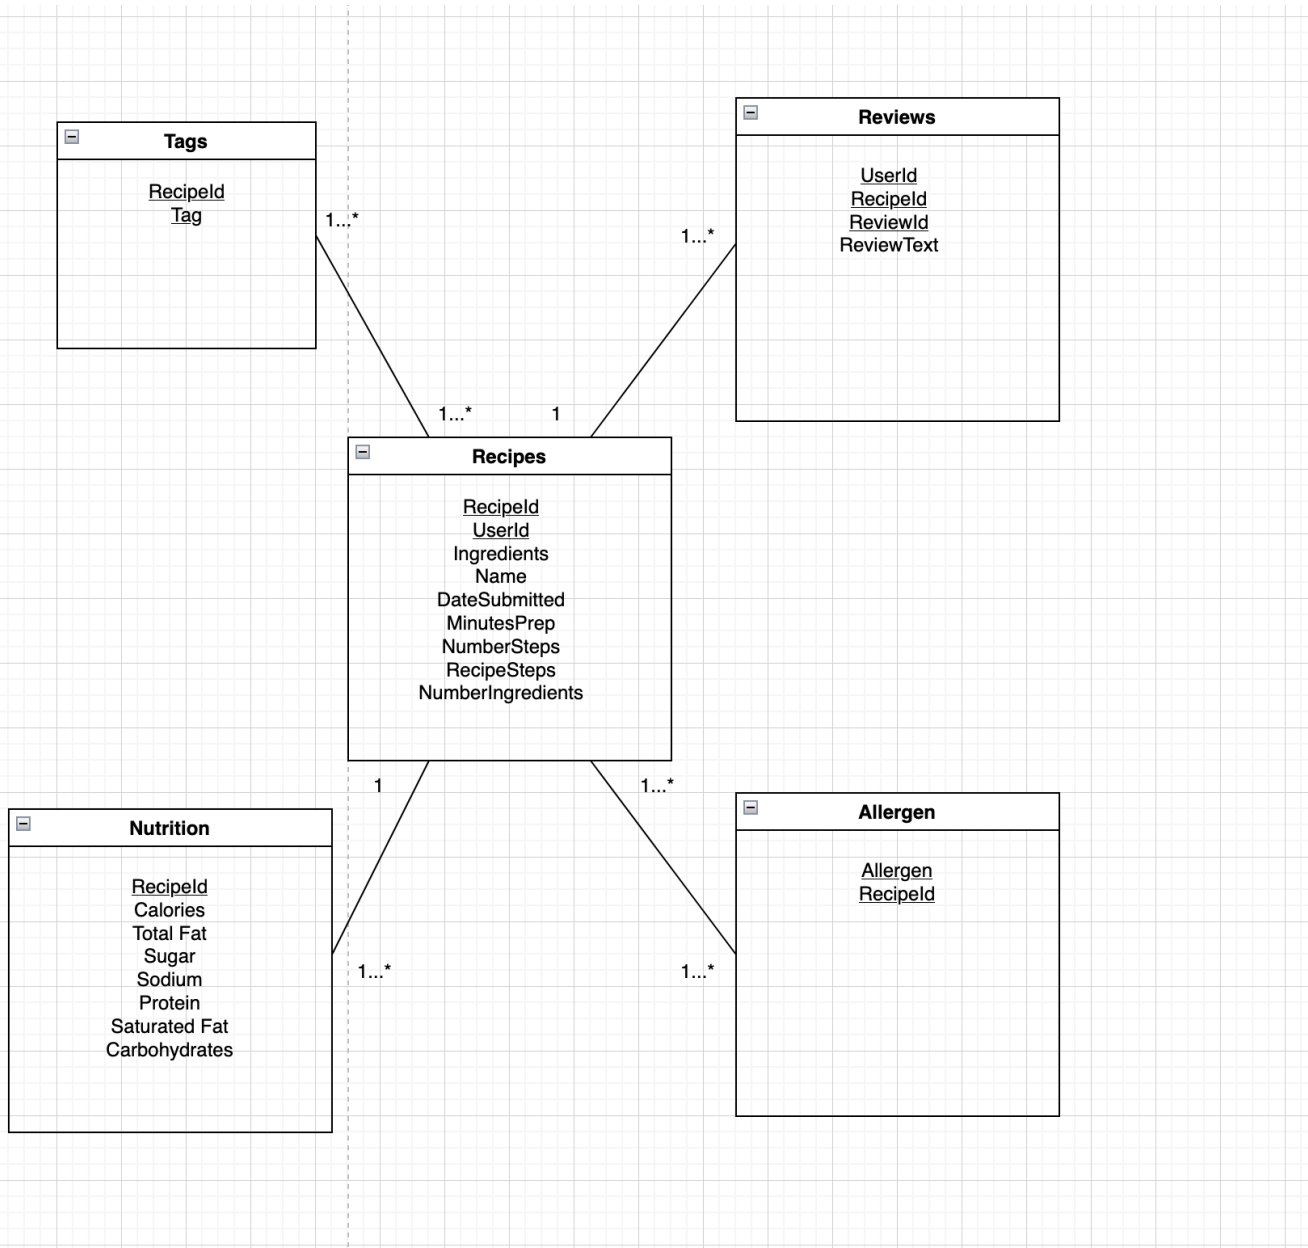 Tags
RecipeId
Tag
1...*
Reviews
UserId
RecipeId
ReviewId
ReviewText
1...*
1...*
1
Recipes
RecipeId
UserId
Ingredients
Name
DateSubmitted
MinutesPrep
NumberSteps
RecipeSteps
NumberIngredients
1
1...*
Nutrition
RecipeId
Calories
Total Fat
Sugar
Sodium
Protein
Saturated Fat
Carbohydrates
1...*
1...*
Allergen
Allergen
RecipeId